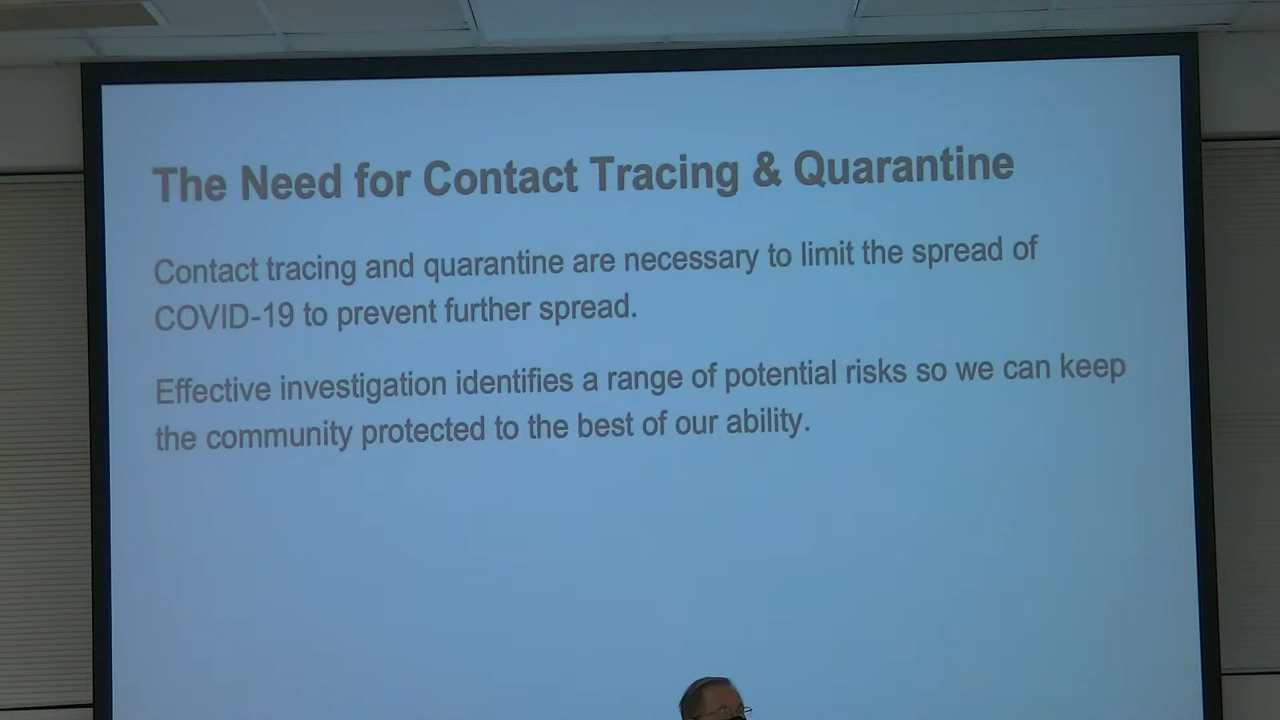 The Need for Contact Tracing & Quarantine
Contact tracing and quarantine are necessary to limit the spread of
COVID-19 to prevent further spread.
Effective investigation identifies a range of potential risks so we can keep
the community protected to the best of our ability.